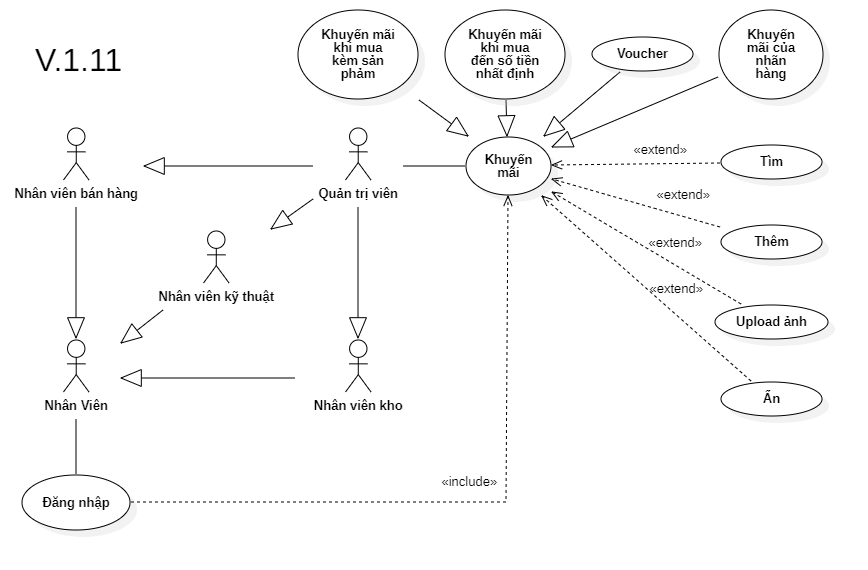 V.1.11
Khuyến mãi
khi mua
kèm sản
phẩm
Khuyến mãi
khi mua
đến số tiền
nhất định
Voucher
Khuyến
mãi của
nhãn
hàng
Nhân viên bán hàng
Quản trị viên
Khuyến
mãi
«extend»
Tìm
«extend»
Thêm
Nhân viên kỹ thuật
«extend»
Upload ảnh
«extend»
Ẩn
Nhân Viên
Nhân viên kho
Đăng nhập
«include»